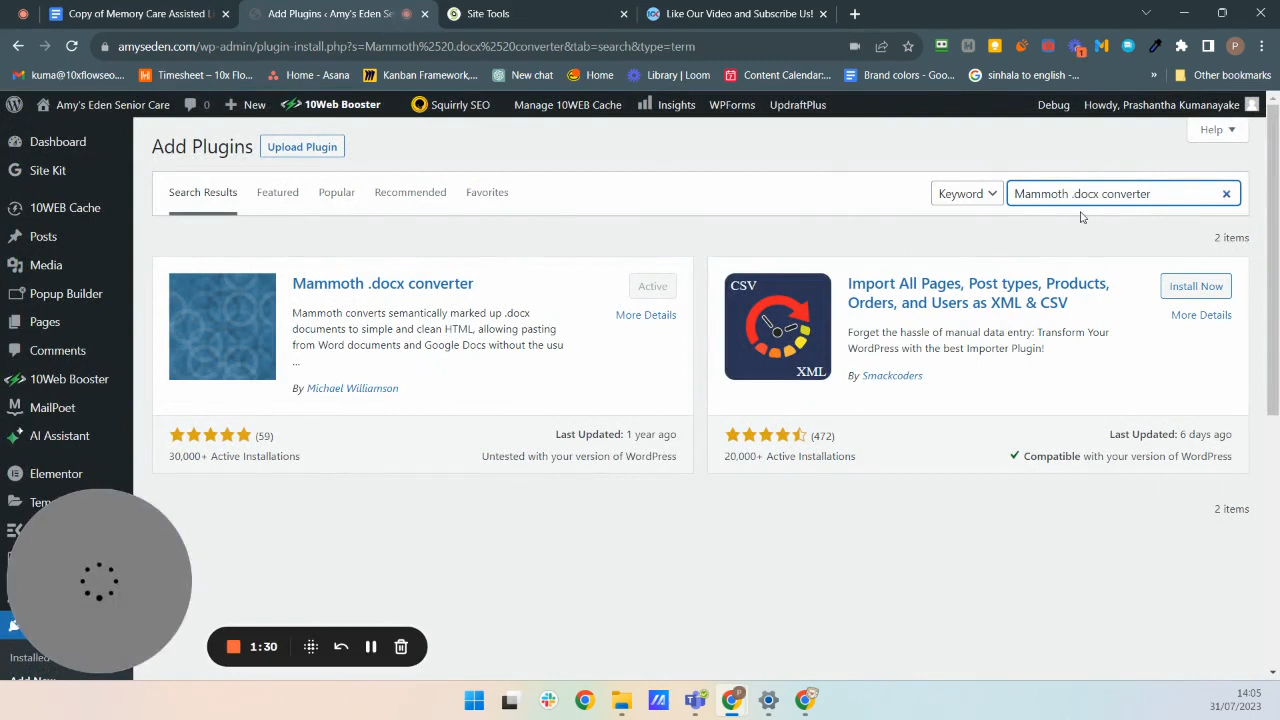 Copy of Memory Care Assisted Li
Add Plugins ‹ Amy's Eden Se
Site Tools
Like Our Video and Subscribe Us!
amyseden.com/wp-admin/plugin-install.php?s=Mammoth%2520.docx%2520converter&tab=search&type=term
kuma@10xflowseo...
Timesheet – 10x Flo...
Home - Asana
Kanban Framework,...
New chat
Home
Library | Loom
Content Calendar:...
Brand colors - Goo...
sinhala to english -...
»
Other bookmarks
Amy's Eden Senior Care
0
New
10WEB Booster
Squirrly SEO
Manage 10WEB Cache
Insights
WPForms
UpdraftPlus
Debug
Howdy, Prashantha Kumanayake
Dashboard
Site Kit
10WEB Cache
Posts
Media
Popup Builder
Pages
Comments
10Web Booster
MailPoet
AI Assistant
Elementor
Installed
Add New
Add Plugins
Upload Plugin
Help
Search Results
Featured
Popular
Recommended
Favorites
Keyword
Mammoth .docx converter
2 items
Mammoth .docx converter
Active
More Details
Mammoth converts semantically marked up .docx
documents to simple and clean HTML, allowing pasting
from Word documents and Google Docs without the usu
...
By Michael Williamson
(59)
30,000+ Active Installations
Last Updated: 1 year ago
Untested with your version of WordPress
CSV
XML
Import All Pages, Post types, Products,
Orders, and Users as XML & CSV
Install Now
More Details
Forget the hassle of manual data entry: Transform Your
WordPress with the best Importer Plugin!
By Smackcoders
(472)
20,000+ Active Installations
Last Updated: 6 days ago
Compatible with your version of WordPress
2 items
1:30
14:05
31/07/2023